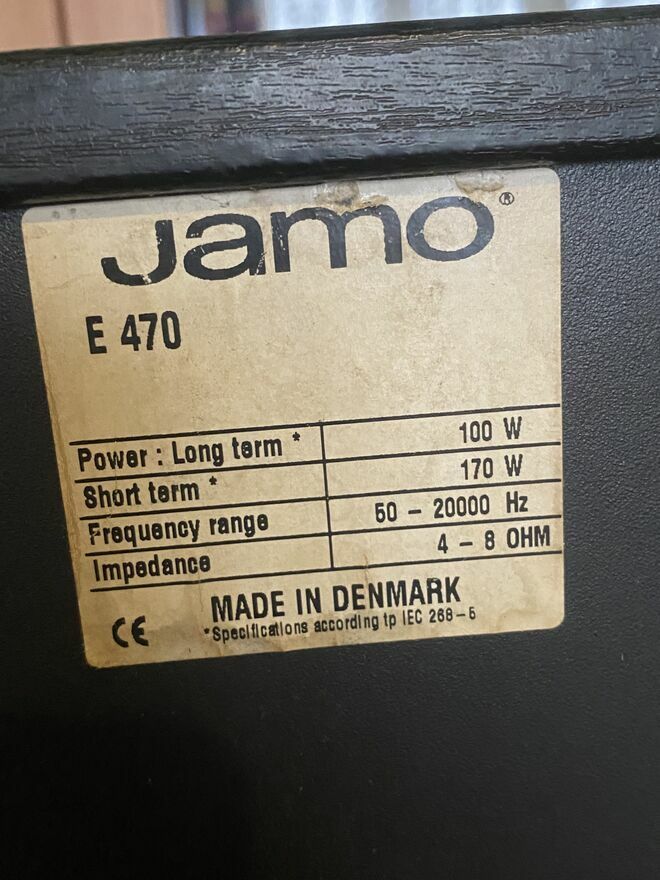 Jamo®
E 470
Power : Long term * 100 W
Short term * 170 W
Frequency range 50 - 20000 Hz
Impedance 4 - 8 OHM
MADE IN DENMARK
CE *Specifications according tp IEC 268-5